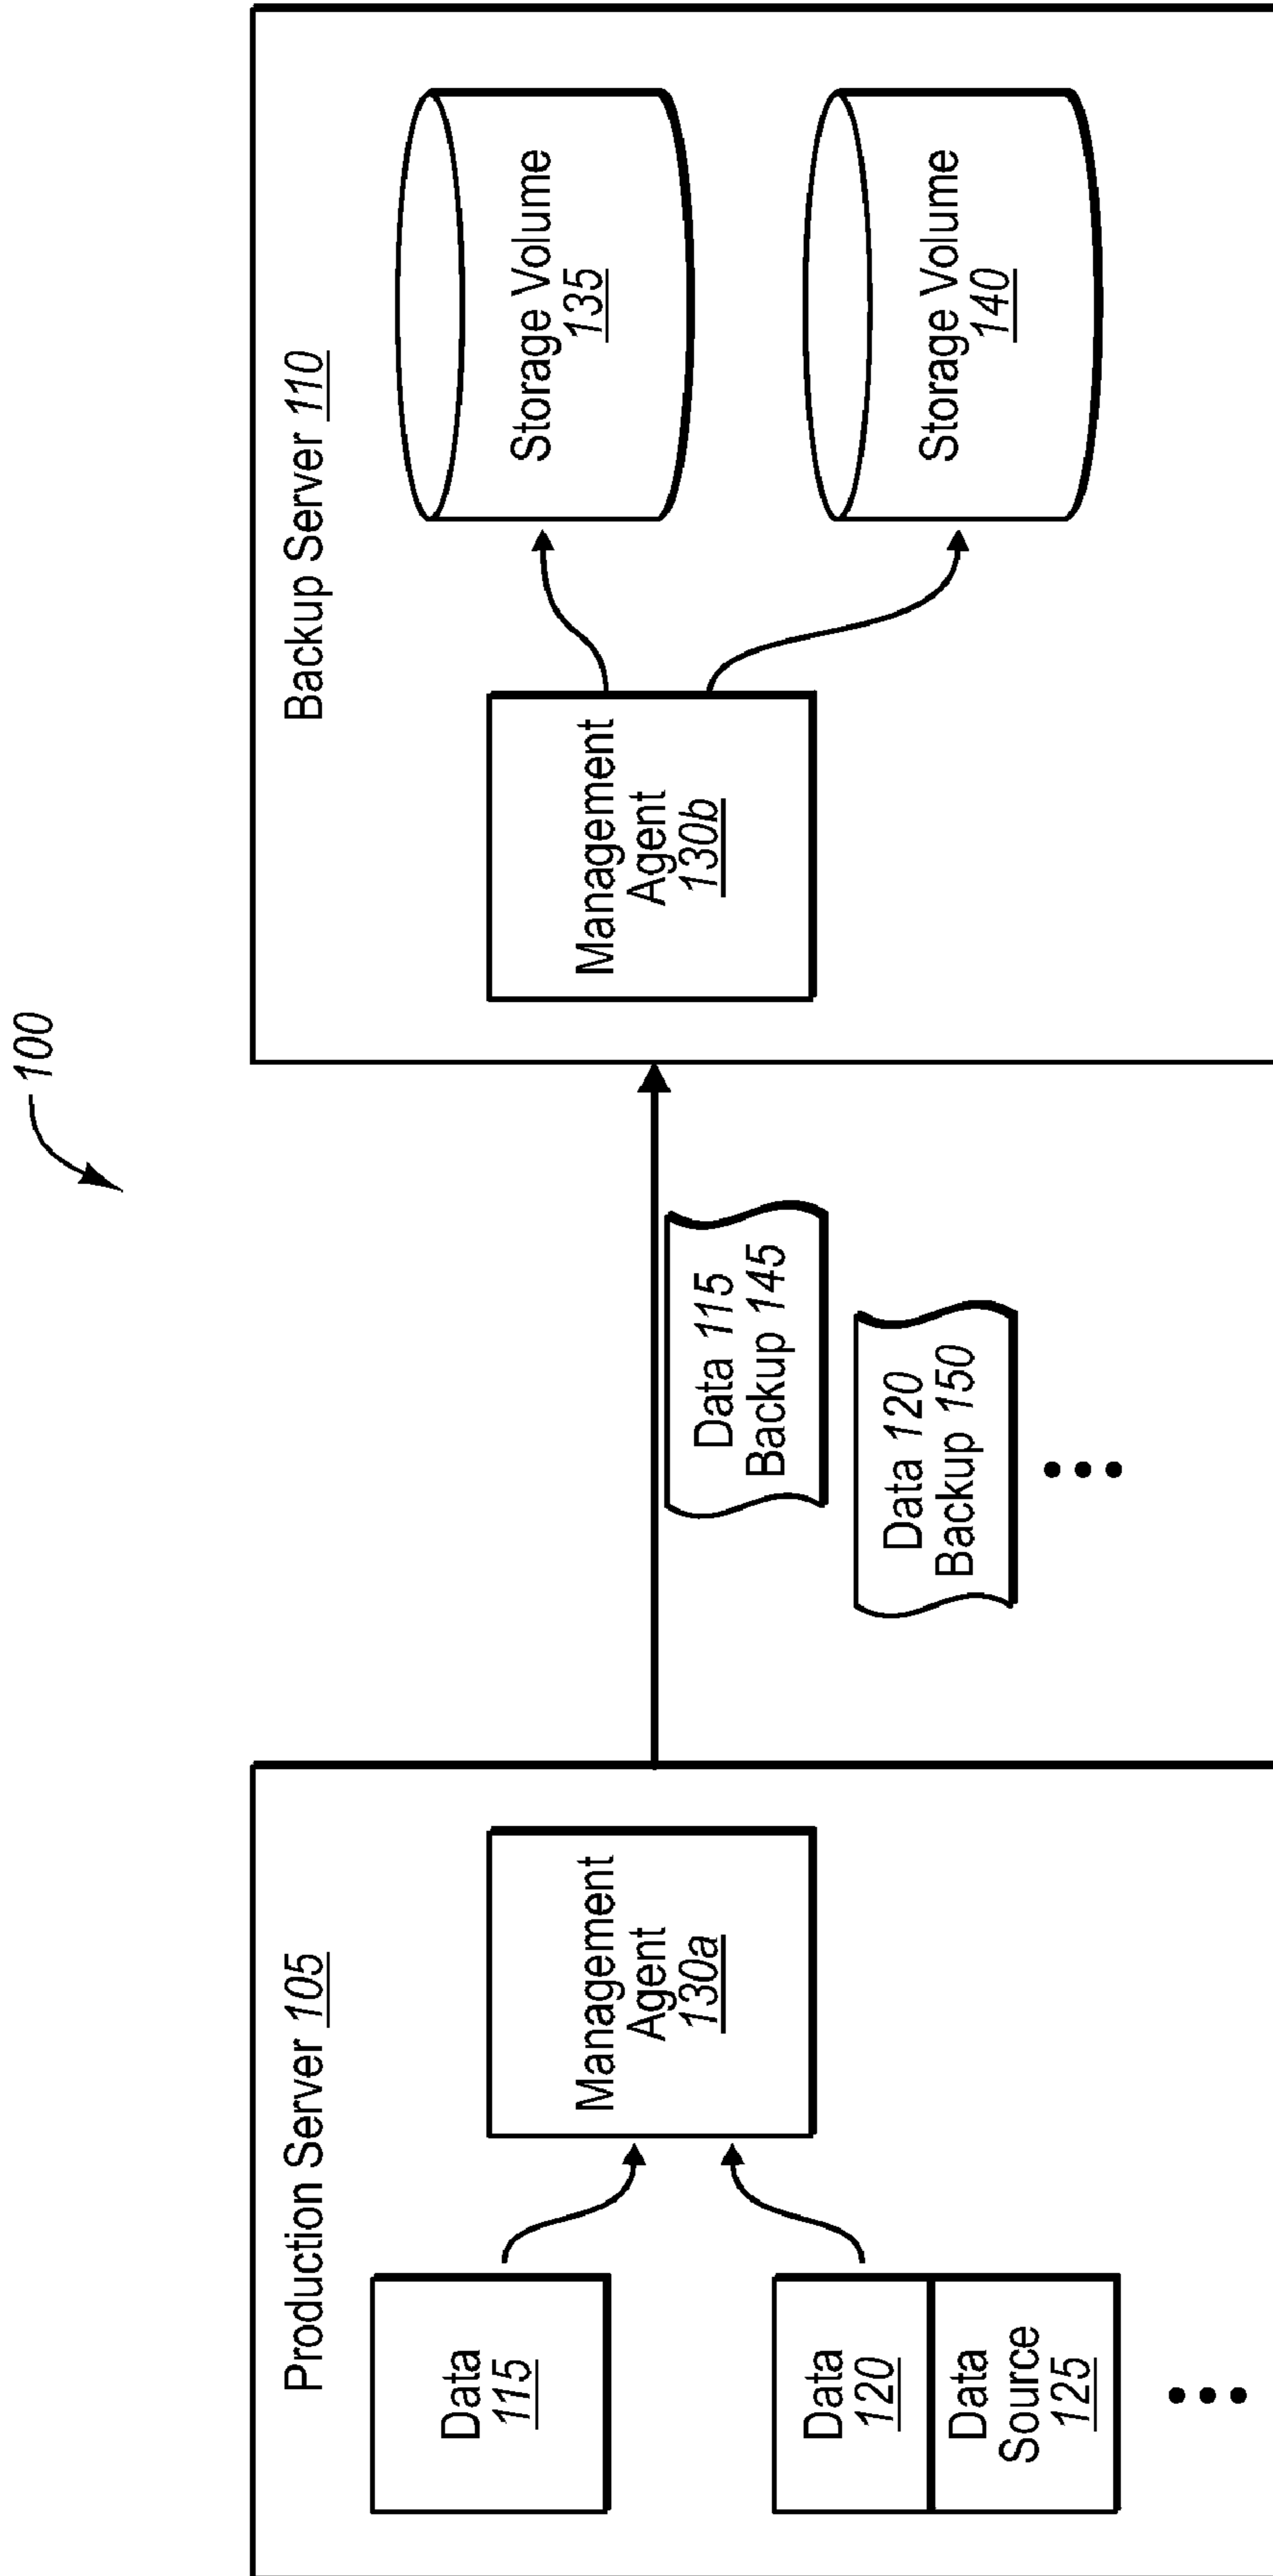 100
Production Server 105
Data
115
Data
120
Data
Source
125
Management
Agent
130a
Data 115
Backup 145
Data 120
Backup 150
Backup Server 110
Management
Agent
130b
Storage Volume
135
Storage Volume
140